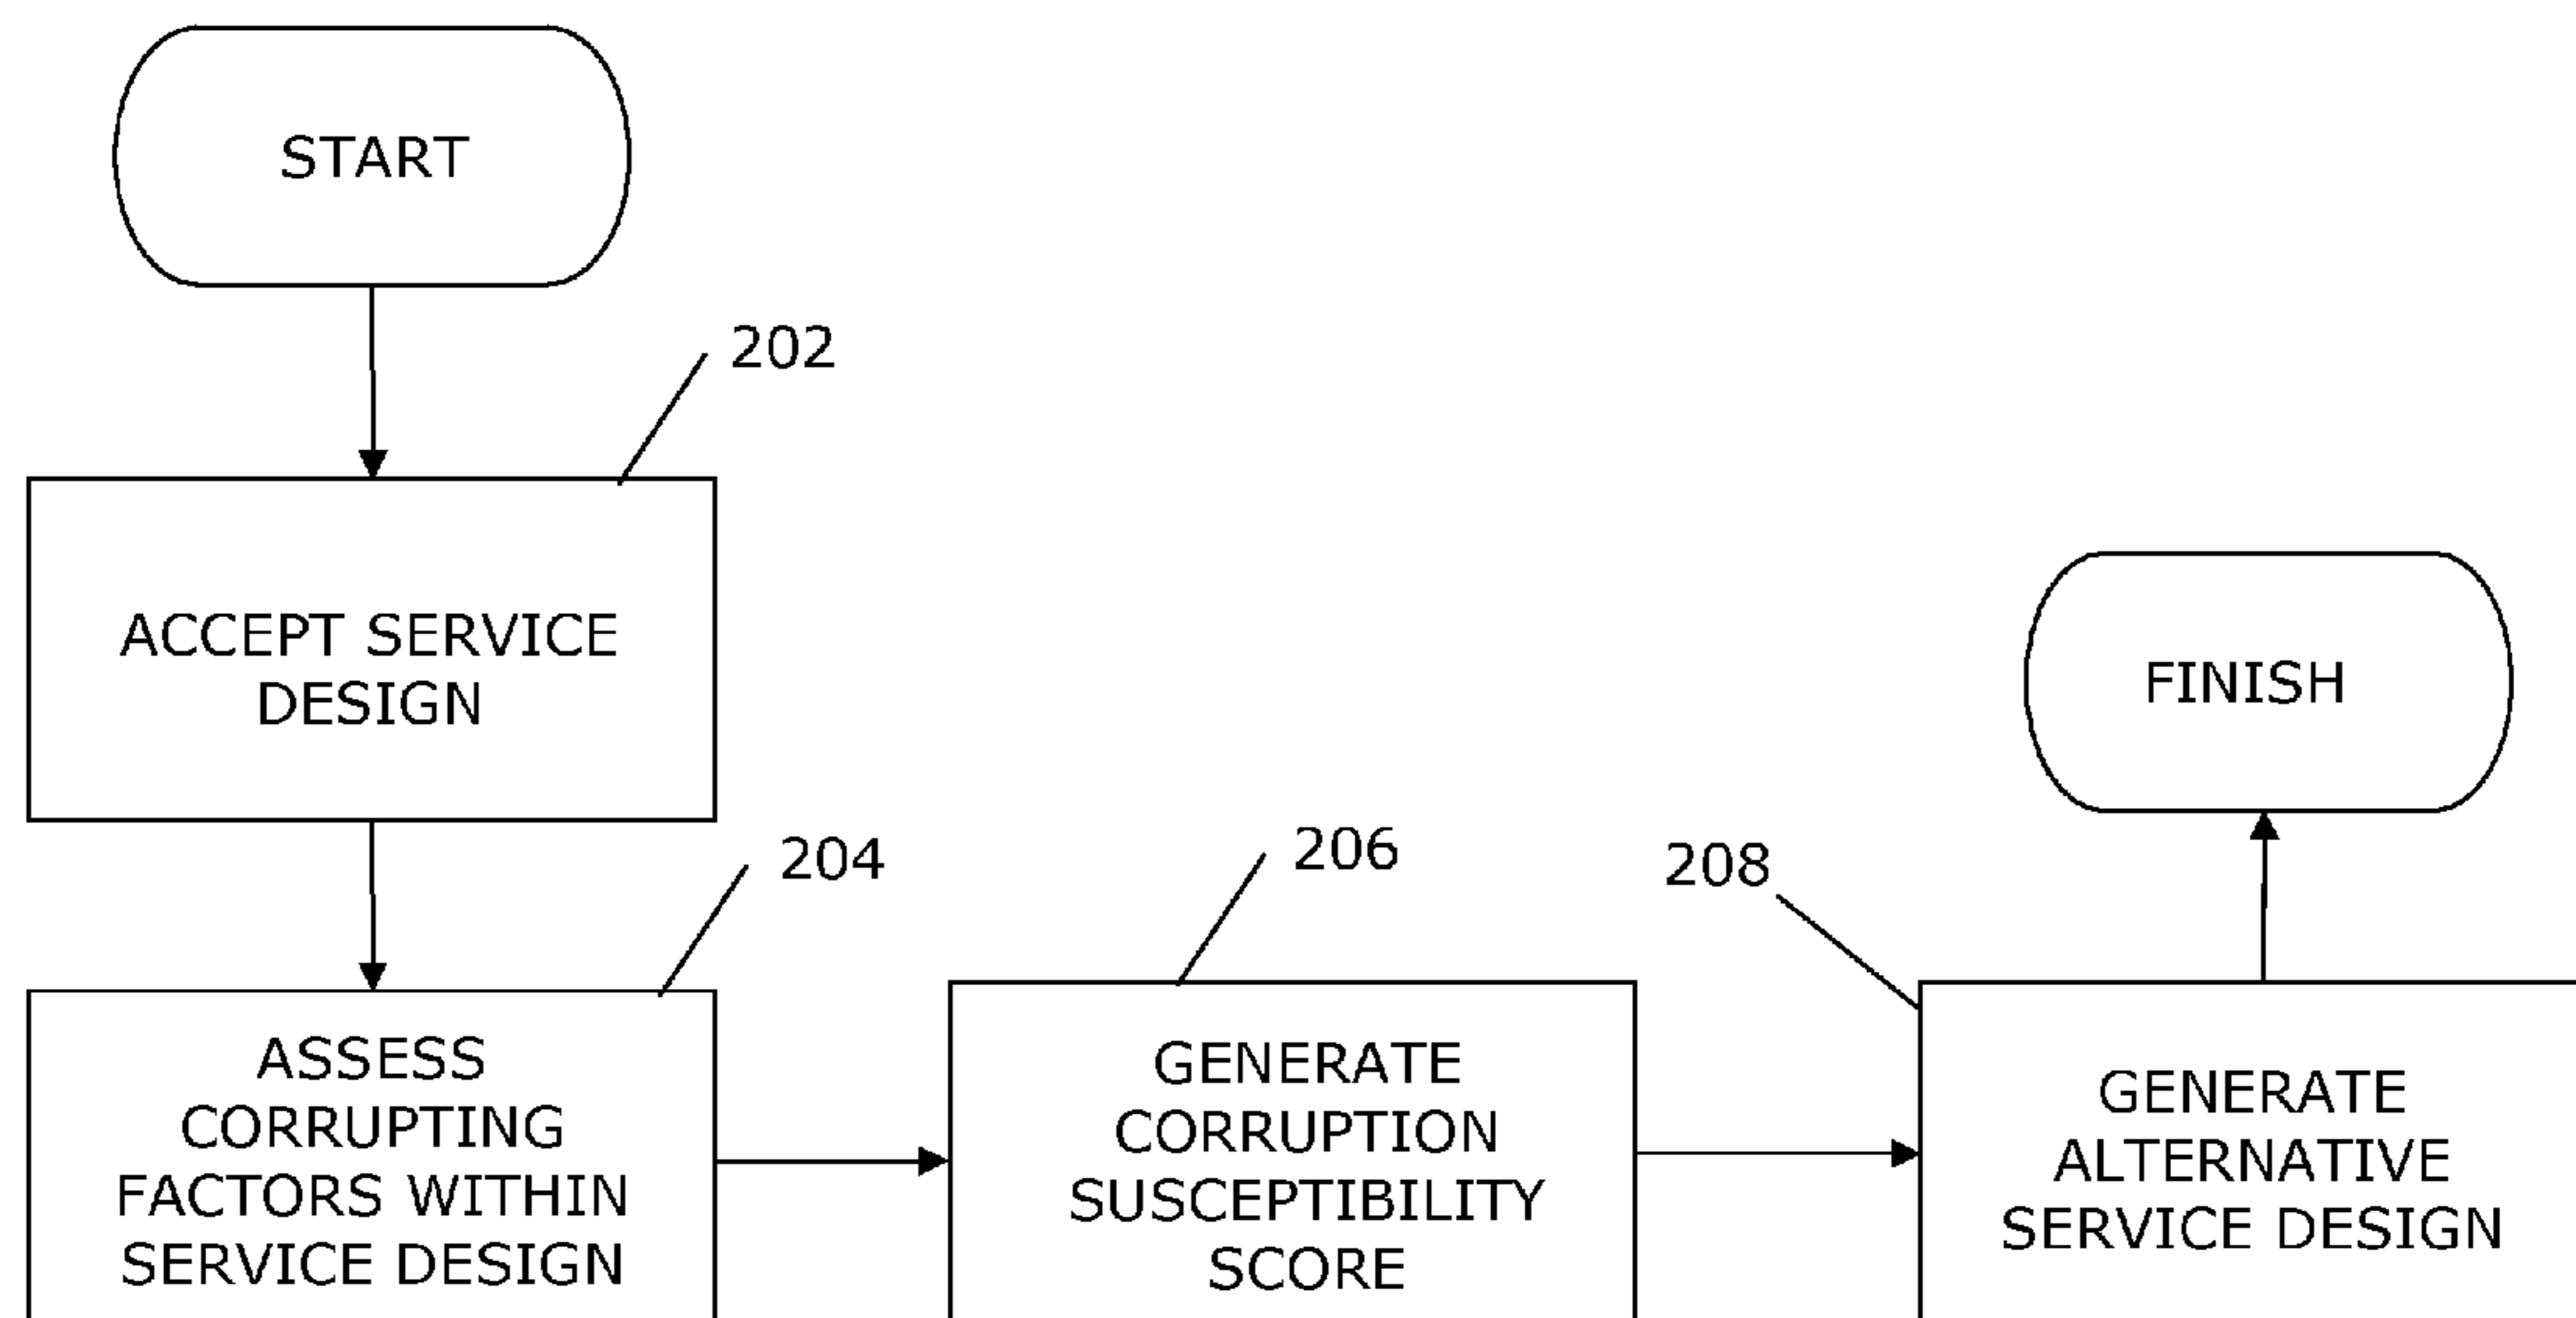 START
202
ACCEPT SERVICE
DESIGN
204
ASSESS
CORRUPTING
FACTORS WITHIN
SERVICE DESIGN
206
GENERATE
CORRUPTION
SUSCEPTIBILITY
SCORE
208
GENERATE
ALTERNATIVE
SERVICE DESIGN
FINISH